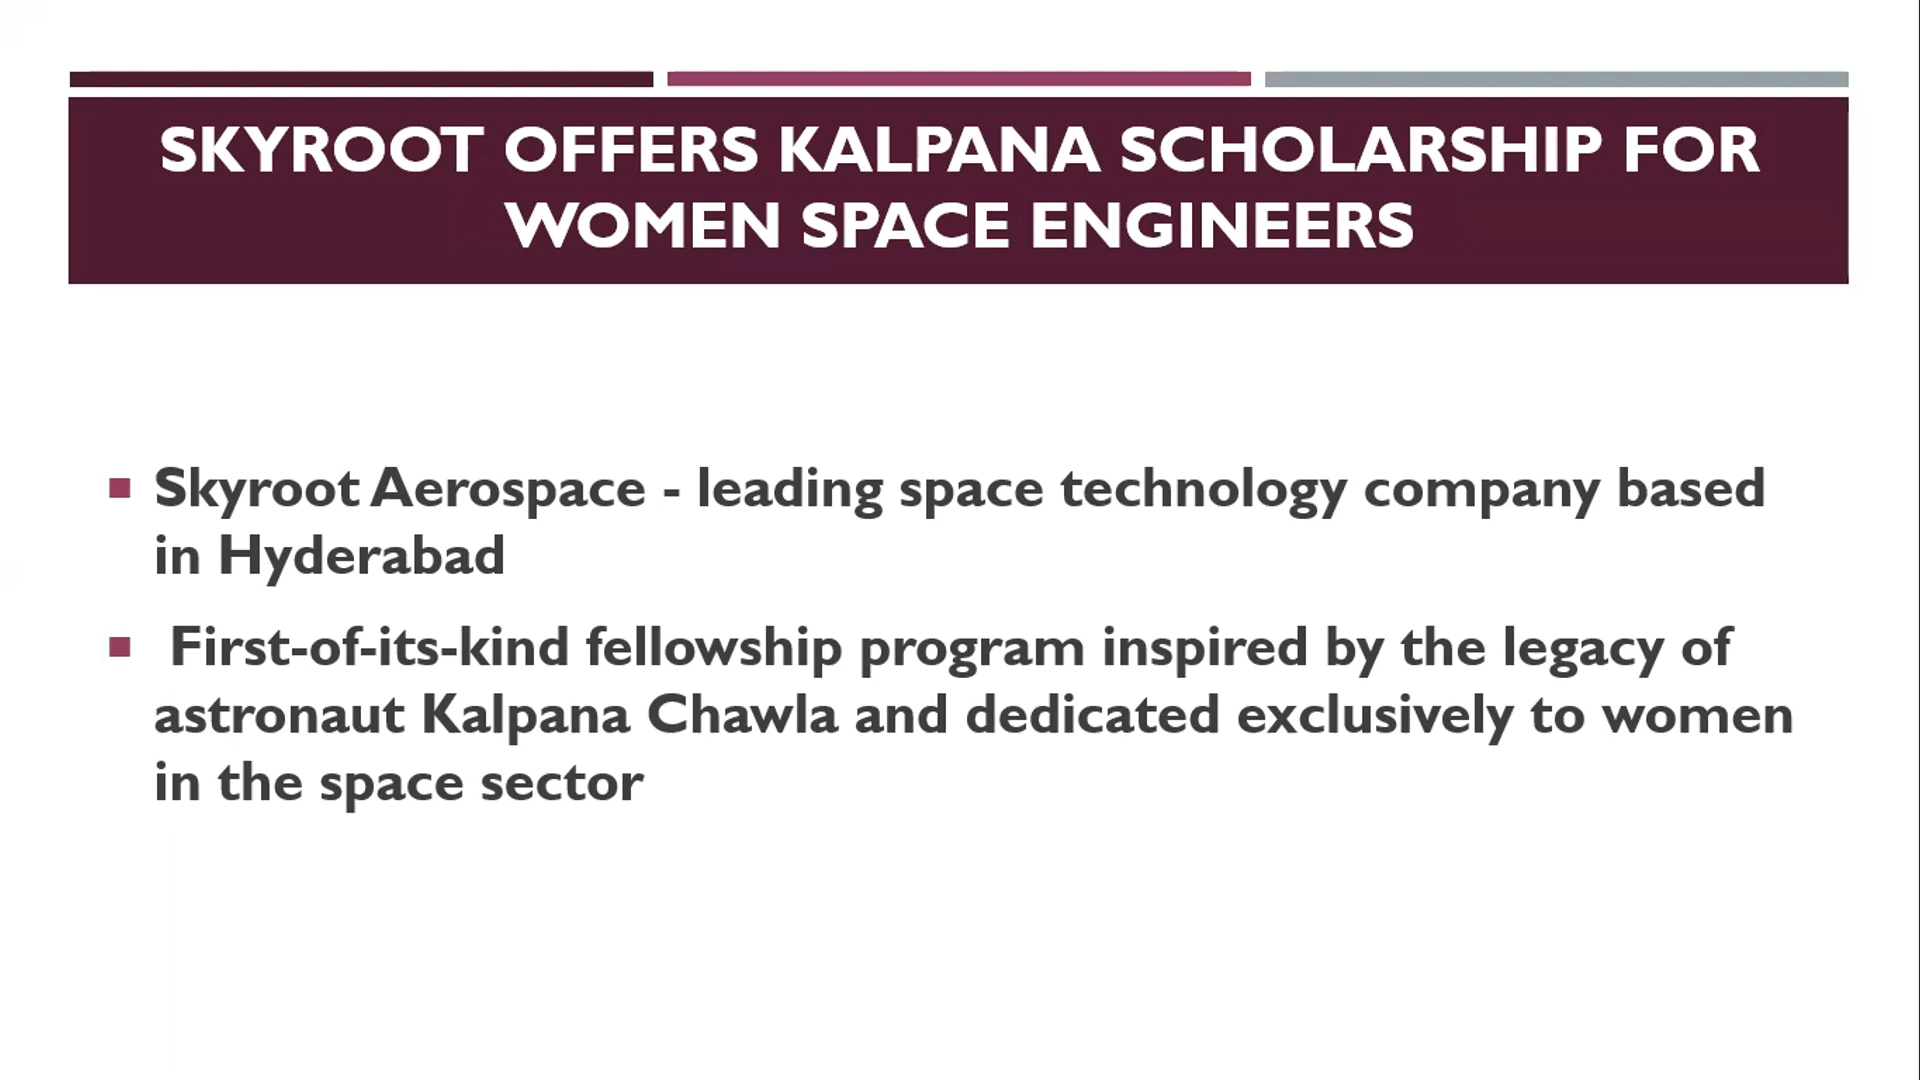 SKYROOT OFFERS KALPANA SCHOLARSHIP FOR
WOMEN SPACE ENGINEERS
Skyroot Aerospace - leading space technology company based
in Hyderabad
First-of-its-kind fellowship program inspired by the legacy of
astronaut Kalpana Chawla and dedicated exclusively to women
in the space sector